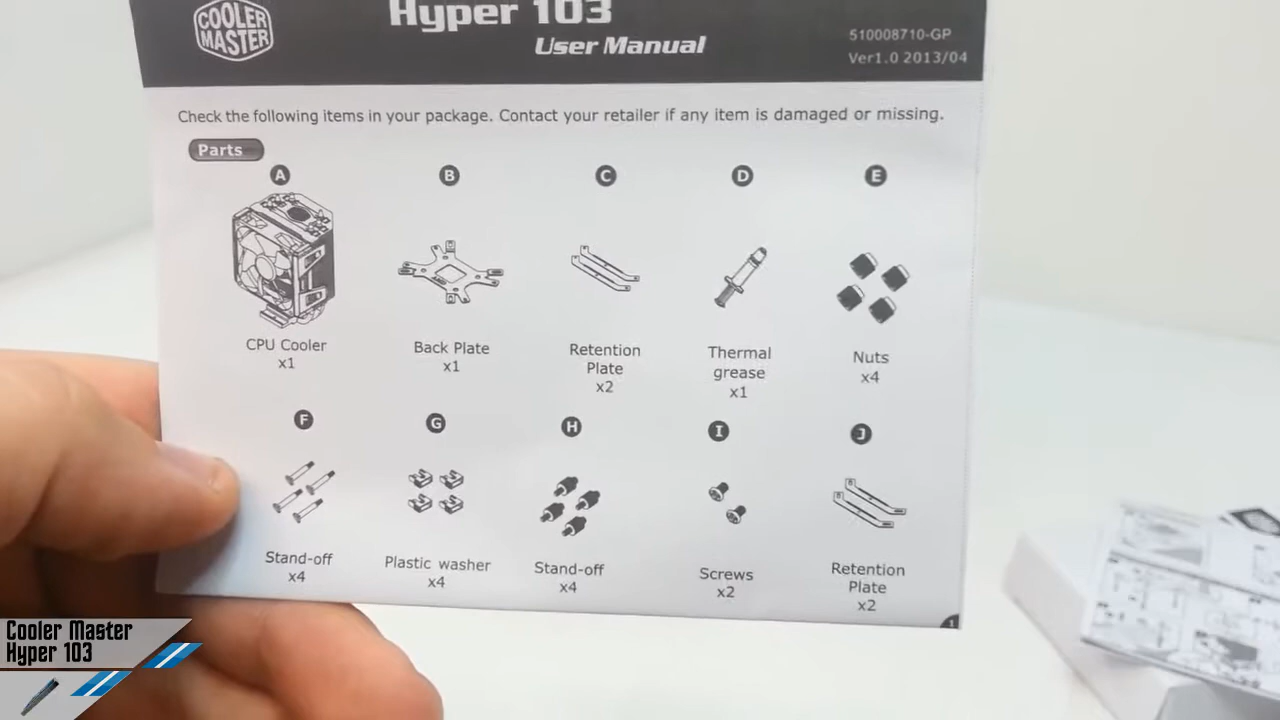 COOLER
MASTER
Hyper 103
User Manual
510008710-GP
Ver1.0 2013/04
Check the following items in your package. Contact your retailer if any item is damaged or missing.
Parts
A
B
C
D
E
CPU Cooler
x1
Back Plate
x1
Retention
Plate
x2
Thermal
grease
x1
Nuts
x4
F
G
H
I
J
Stand-off
x4
Plastic washer
x4
Stand-off
x4
Screws
x2
Retention
Plate
x2
1
Cooler Master
Hyper 103